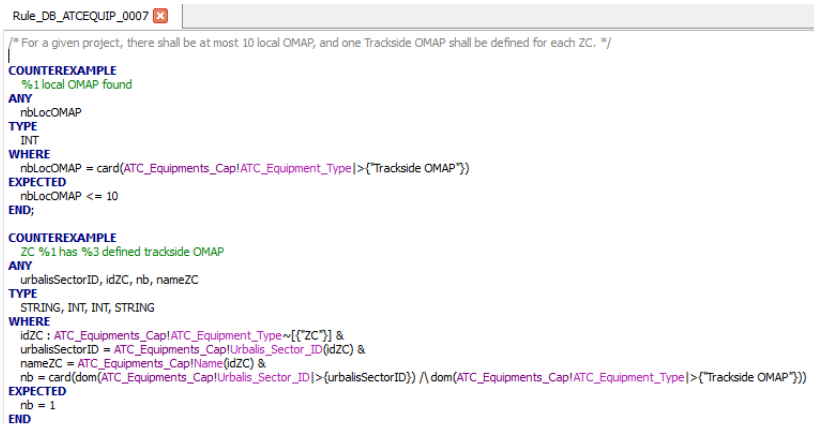 Rule_DB_ATCEQUIP_0007
/* For a given project, there shall be at most 10 local OMAP, and one Trackside OMAP shall be defined for each ZC. */
COUNTEREXAMPLE
%1 local OMAP found
ANY
nbLocOMAP
TYPE
INT
WHERE
nbLocOMAP = card(ATC_Equipments_Cap!ATC_Equipment_Type|>{"Trackside OMAP"})
EXPECTED
nbLocOMAP <= 10
END;
COUNTEREXAMPLE
ZC %1 has %3 defined trackside OMAP
ANY
urbalisSectorID, idZC, nb, nameZC
TYPE
STRING, INT, INT, STRING
WHERE
idZC : ATC_Equipments_Cap!ATC_Equipment_Type~[{"ZC"}] &
urbalisSectorID = ATC_Equipments_Cap!Urbalis_Sector_ID(idZC) &
nameZC = ATC_Equipments_Cap!Name(idZC) &
nb = card(dom(ATC_Equipments_Cap!Urbalis_Sector_ID|>{urbalisSectorID}) /\ dom(ATC_Equipments_Cap!ATC_Equipment_Type|>{"Trackside OMAP"}))
EXPECTED
nb = 1
END